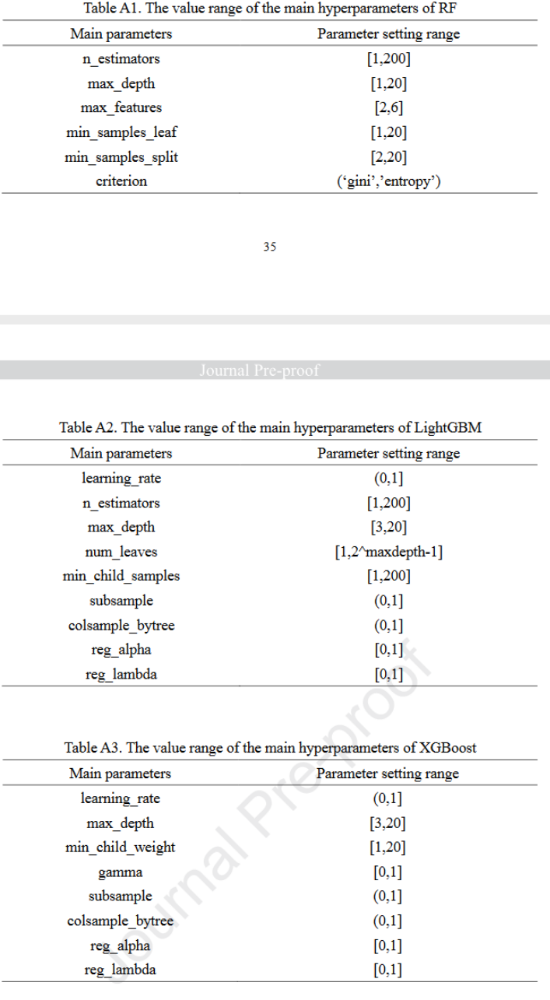 Table A1. The value range of the main hyperparameters of RF
Main parameters Parameter setting range
n_estimators [1,200]
max_depth [1,20]
max_features [2,6]
min_samples_leaf [1,20]
min_samples_split [2,20]
criterion (‘gini’,’entropy’)
35
Journal Pre-proof
Table A2. The value range of the main hyperparameters of LightGBM
Main parameters Parameter setting range
learning_rate (0,1]
n_estimators [1,200]
max_depth [3,20]
num_leaves [1,2^maxdepth-1]
min_child_samples [1,200]
subsample (0,1]
colsample_bytree (0,1]
reg_alpha [0,1]
reg_lambda [0,1]
Table A3. The value range of the main hyperparameters of XGBoost
Main parameters Parameter setting range
learning_rate (0,1]
max_depth [3,20]
min_child_weight [1,20]
gamma [0,1]
subsample (0,1]
colsample_bytree (0,1]
reg_alpha [0,1]
reg_lambda [0,1]
Journal Pre-proof